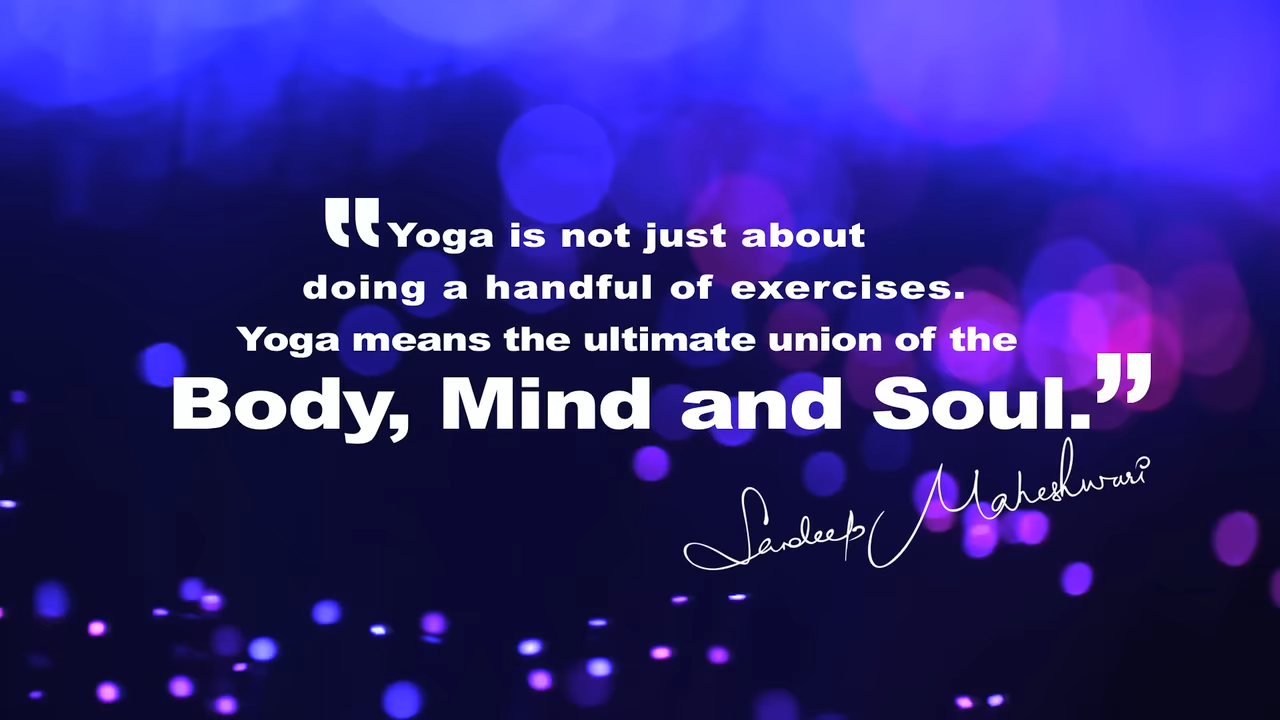 “Yoga is not just about
doing a handful of exercises.
Yoga means the ultimate union of the
Body, Mind and Soul.”
Sandeep Maheshwari